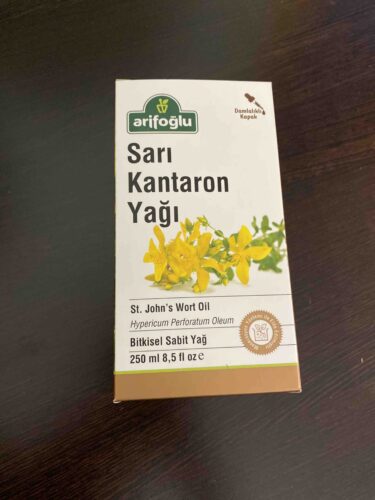 arifoğlu
Damlalıklı
Kapak
Sarı
Kantaron
Yağı
St. John's Wort Oil
Hypericum Perforatum Oleum
Bitkisel Sabit Yağ
250 ml 8,5 fl oz ℮